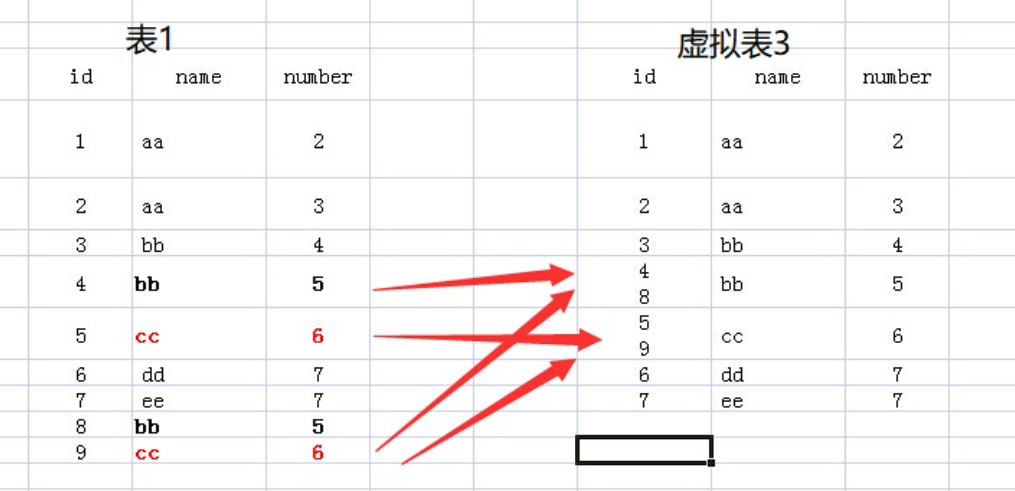 表1 虚拟表3
id name number id name number
1 aa 2 1 aa 2
2 aa 3 2 aa 3
3 bb 4 3 bb 4
4
4 bb 5 bb 5
8
5
5 cc 6 cc 6
9
6 dd 7 6 dd 7
7 ee 7 7 ee 7
8 bb 5
9 cc 6